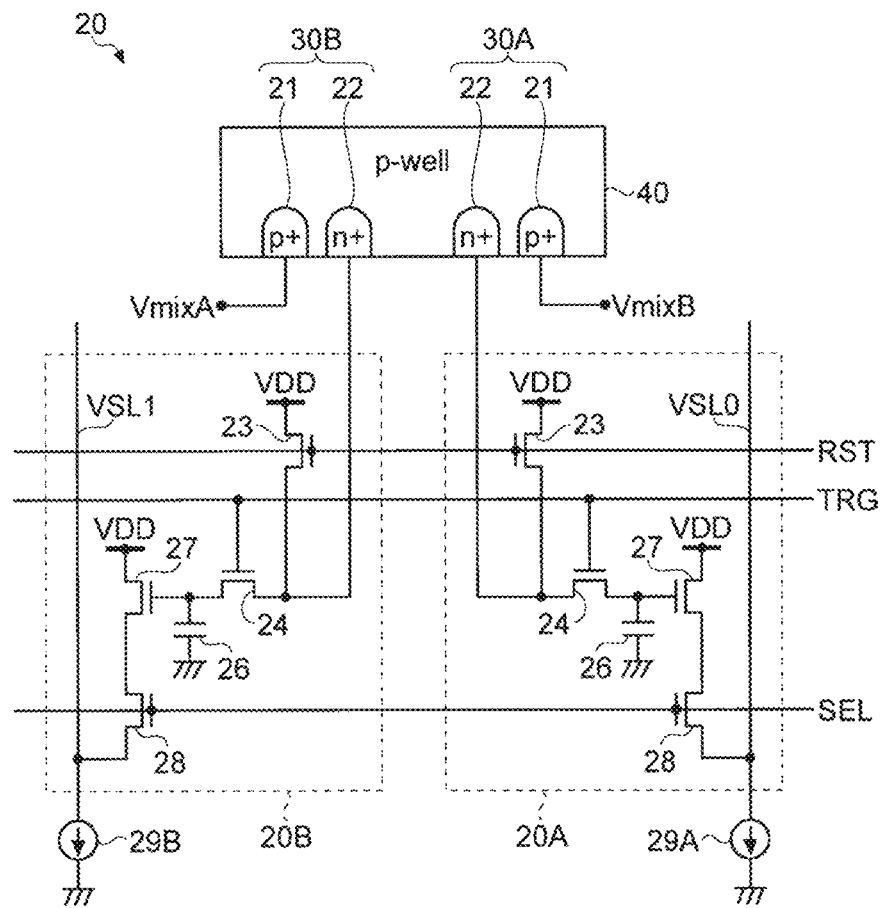 20
30B 30A
21 22 22 21
p-well
40
p+ n+ n+ p+
VmixA VmixB
VSL1 VDD VDD VSL0
23 23
RST
TRG
VDD 27 27 VDD
24 24
26 26
SEL
28 28
29B 20B 20A 29A